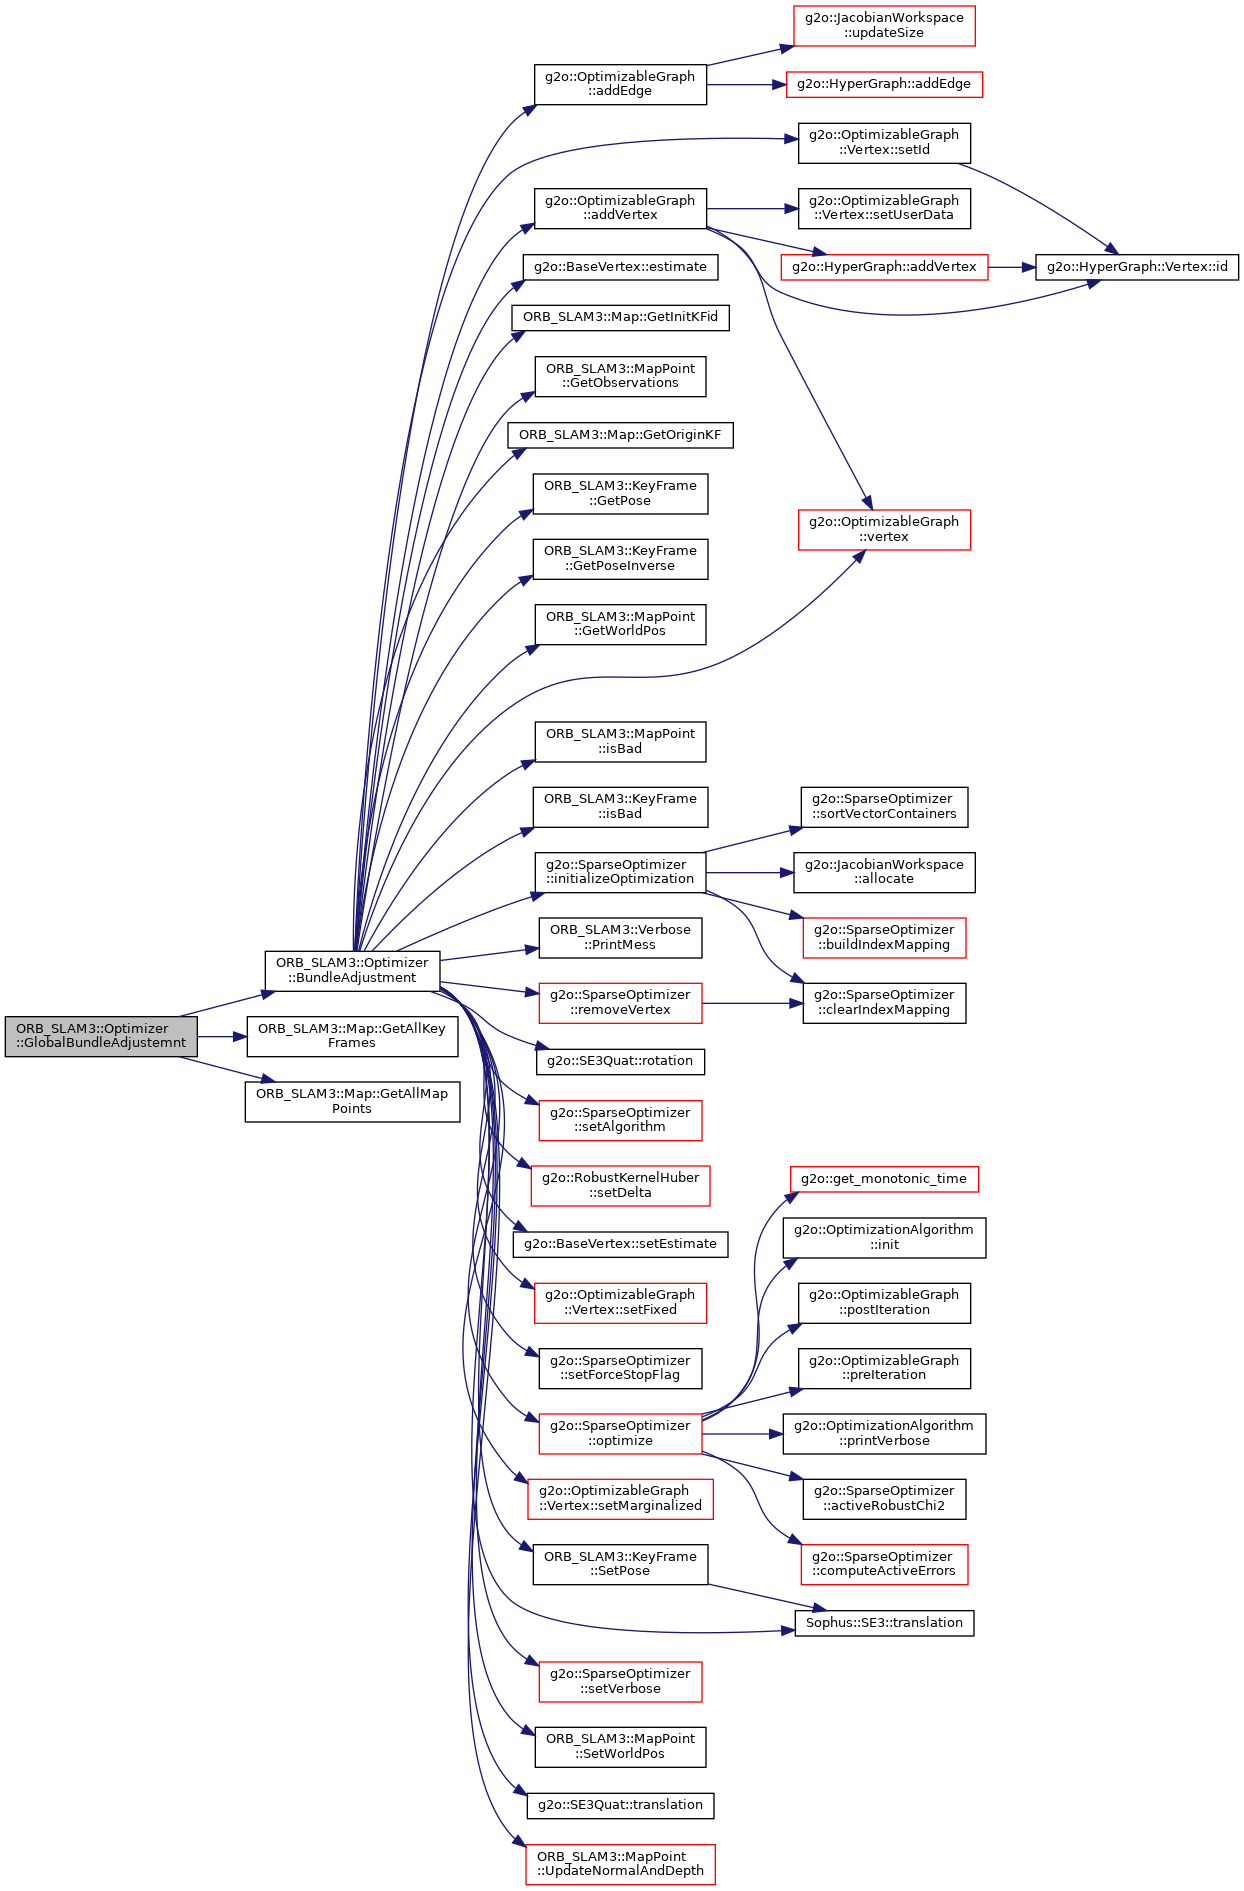 g2o::JacobianWorkspace
::updateSize
g2o::OptimizableGraph
::addEdge
g2o::HyperGraph::addEdge
g2o::OptimizableGraph
::Vertex::setId
g2o::OptimizableGraph
::addVertex
g2o::OptimizableGraph
::Vertex::setUserData
g2o::BaseVertex::estimate
g2o::HyperGraph::addVertex
g2o::HyperGraph::Vertex::id
ORB_SLAM3::Map::GetInitKFid
ORB_SLAM3::MapPoint
::GetObservations
ORB_SLAM3::Map::GetOriginKF
ORB_SLAM3::KeyFrame
::GetPose
g2o::OptimizableGraph
::vertex
ORB_SLAM3::KeyFrame
::GetPoseInverse
ORB_SLAM3::MapPoint
::GetWorldPos
ORB_SLAM3::MapPoint
::isBad
ORB_SLAM3::KeyFrame
::isBad
g2o::SparseOptimizer
::sortVectorContainers
g2o::SparseOptimizer
::initializeOptimization
g2o::JacobianWorkspace
::allocate
ORB_SLAM3::Verbose
::PrintMess
g2o::SparseOptimizer
::buildIndexMapping
ORB_SLAM3::Optimizer
::BundleAdjustment
g2o::SparseOptimizer
::removeVertex
g2o::SparseOptimizer
::clearIndexMapping
ORB_SLAM3::Optimizer
::GlobalBundleAdjustemnt
ORB_SLAM3::Map::GetAllKey
Frames
g2o::SE3Quat::rotation
ORB_SLAM3::Map::GetAllMap
Points
g2o::SparseOptimizer
::setAlgorithm
g2o::RobustKernelHuber
::setDelta
g2o::get_monotonic_time
g2o::BaseVertex::setEstimate
g2o::OptimizationAlgorithm
::init
g2o::OptimizableGraph
::Vertex::setFixed
g2o::OptimizableGraph
::postIteration
g2o::SparseOptimizer
::setForceStopFlag
g2o::OptimizableGraph
::preIteration
g2o::SparseOptimizer
::optimize
g2o::OptimizationAlgorithm
::printVerbose
g2o::OptimizableGraph
::Vertex::setMarginalized
g2o::SparseOptimizer
::activeRobustChi2
ORB_SLAM3::KeyFrame
::SetPose
g2o::SparseOptimizer
::computeActiveErrors
Sophus::SE3::translation
g2o::SparseOptimizer
::setVerbose
ORB_SLAM3::MapPoint
::SetWorldPos
g2o::SE3Quat::translation
ORB_SLAM3::MapPoint
::UpdateNormalAndDepth